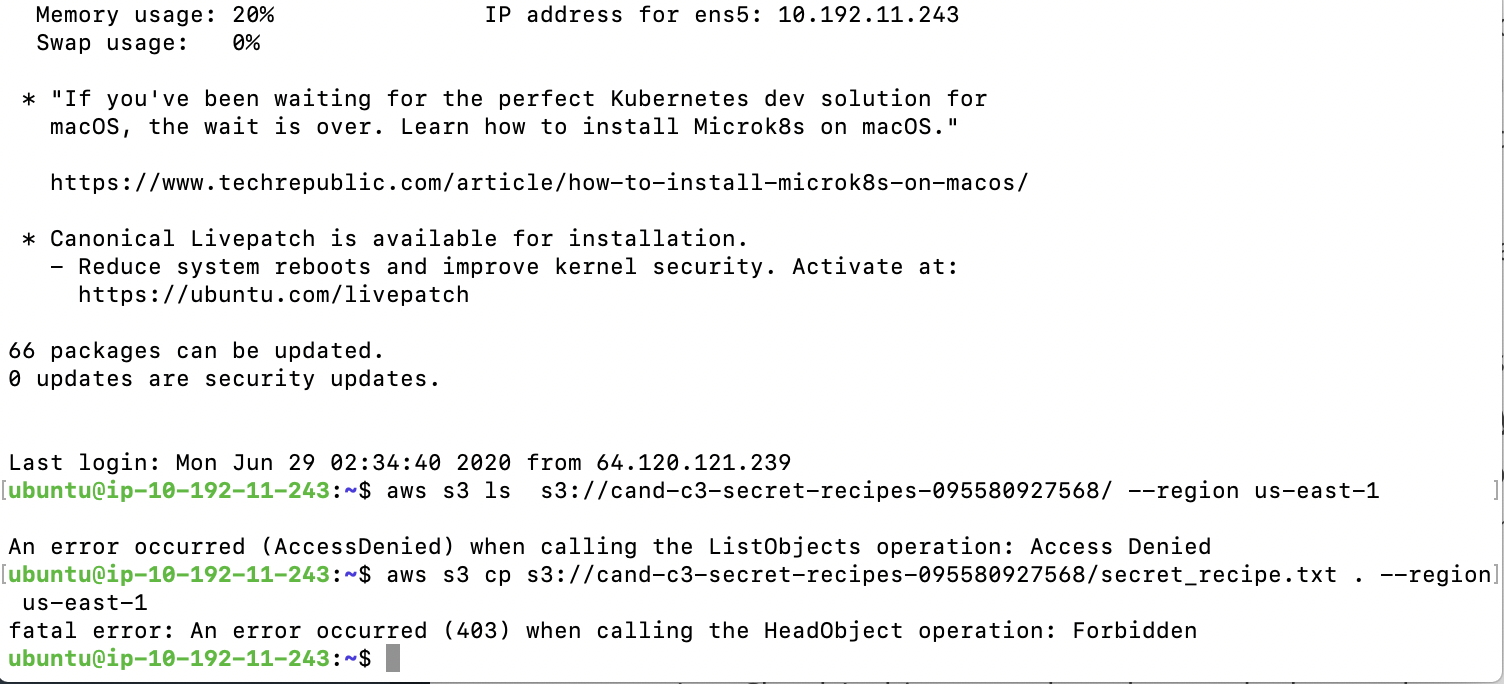 Memory usage: 20%                IP address for ens5: 10.192.11.243
Swap usage:   0%
* "If you've been waiting for the perfect Kubernetes dev solution for
macOS, the wait is over. Learn how to install Microk8s on macOS."
https://www.techrepublic.com/article/how-to-install-microk8s-on-macos/
* Canonical Livepatch is available for installation.
- Reduce system reboots and improve kernel security. Activate at:
https://ubuntu.com/livepatch
66 packages can be updated.
0 updates are security updates.
Last login: Mon Jun 29 02:34:40 2020 from 64.120.121.239
[ubuntu@ip-10-192-11-243:~$ aws s3 ls  s3://cand-c3-secret-recipes-095580927568/ --region us-east-1        ]
An error occurred (AccessDenied) when calling the ListObjects operation: Access Denied
[ubuntu@ip-10-192-11-243:~$ aws s3 cp s3://cand-c3-secret-recipes-095580927568/secret_recipe.txt . --region]
us-east-1
fatal error: An error occurred (403) when calling the HeadObject operation: Forbidden
ubuntu@ip-10-192-11-243:~$